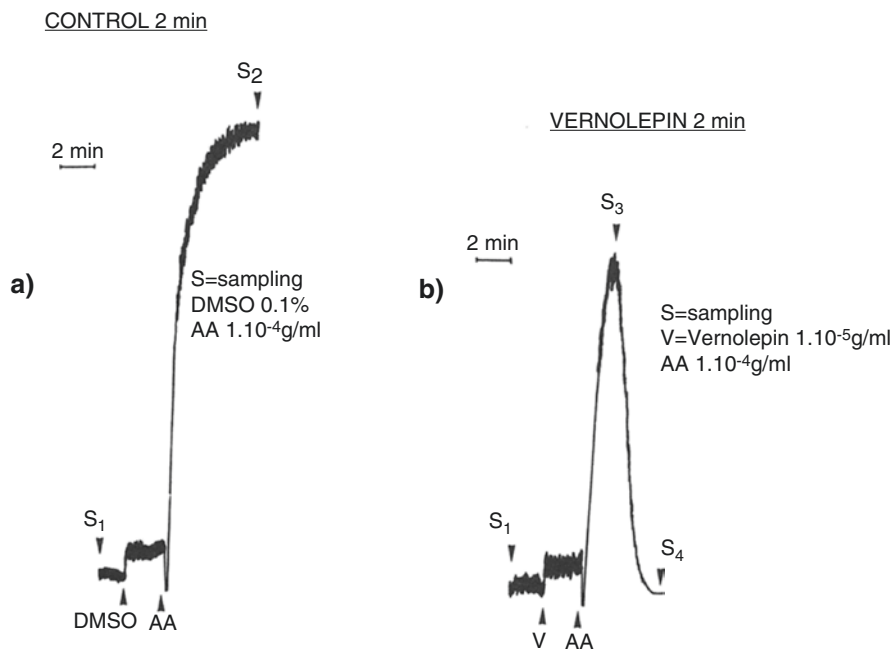 CONTROL 2 min
S₂
2 min
a)
S=sampling
DMSO 0.1%
AA 1.10⁻⁴g/ml
S₁
DMSO
AA
VERNOLEPIN 2 min
S₃
2 min
b)
S=sampling
V=Vernolepin 1.10⁻⁵g/ml
AA 1.10⁻⁴g/ml
S₁
S₄
V
AA